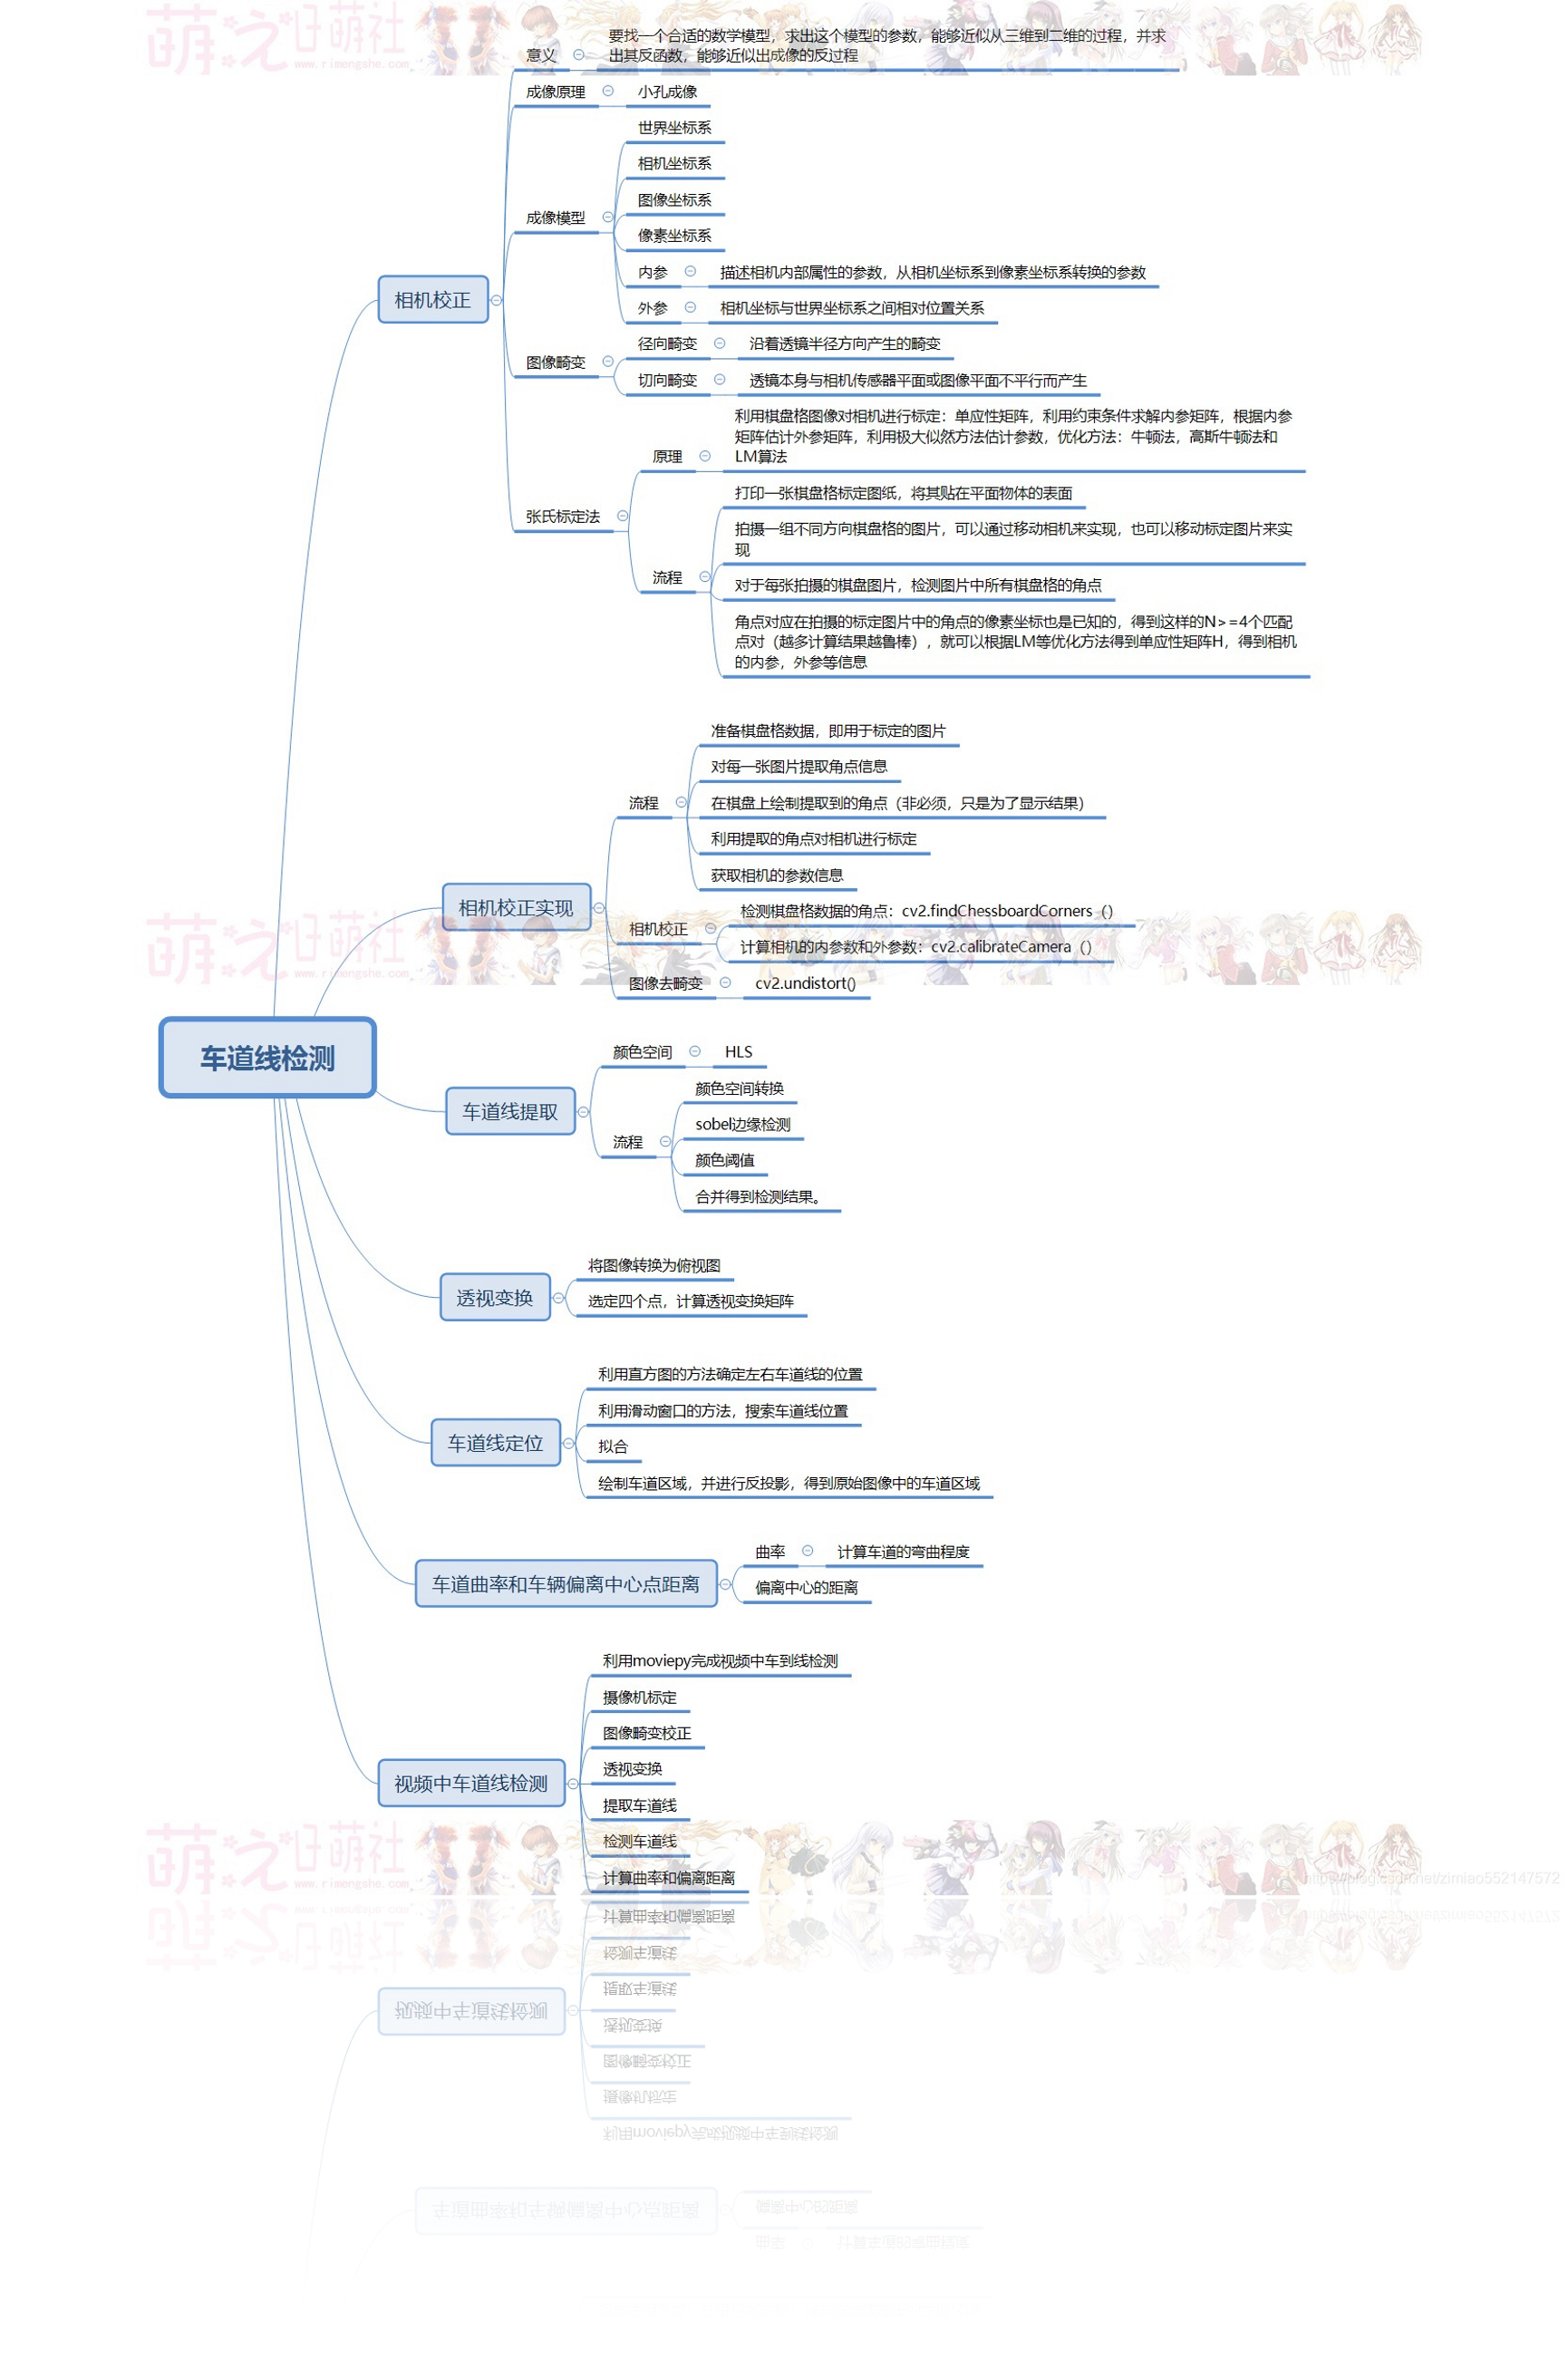 要找一个合适的数学模型，求出这个模型的参数，能够近似从三维到二维的过程，并求
出其反函数，能够近似出成像的反过程
意义
成像原理
小孔成像
世界坐标系
相机坐标系
图像坐标系
像素坐标系
成像模型
内参
描述相机内部属性的参数，从相机坐标系到像素坐标系转换的参数
外参
相机坐标与世界坐标系之间相对位置关系
相机校正
图像畸变
径向畸变
沿着透镜半径方向产生的畸变
切向畸变
透镜本身与相机传感器平面或图像平面不平行而产生
张氏标定法
原理
利用棋盘格图像对相机进行标定：单应性矩阵，利用约束条件求解内参矩阵，根据内参
矩阵估计外参矩阵，利用极大似然方法估计参数，优化方法：牛顿法，高斯牛顿法和
LM算法
流程
打印一张棋盘格标定图纸，将其贴在平面物体的表面
拍摄一组不同方向棋盘格的图片，可以通过移动相机来实现，也可以移动标定图片来实
现
对于每张拍摄的棋盘图片，检测图片中所有棋盘格的角点
角点对应在拍摄的标定图片中的角点的像素坐标也是已知的，得到这样的N>=4个匹配
点对（越多计算结果越鲁棒），就可以根据LM等优化方法得到单应性矩阵H，得到相机
的内参，外参等信息
相机校正实现
流程
准备棋盘格数据，即用于标定的图片
对每一张图片提取角点信息
在棋盘上绘制提取到的角点（非必须，只是为了显示结果）
利用提取的角点对相机进行标定
获取相机的参数信息
相机校正
检测棋盘格数据的角点：cv2.findChessboardCorners（）
计算相机的内参数和外参数：cv2.calibrateCamera（）
图像去畸变
cv2.undistort()
车道线检测
车道线提取
颜色空间
HLS
流程
颜色空间转换
sobel边缘检测
颜色阈值
合并得到检测结果。
透视变换
将图像转换为俯视图
选定四个点，计算透视变换矩阵
车道线定位
利用直方图的方法确定左右车道线的位置
利用滑动窗口的方法，搜索车道线位置
拟合
绘制车道区域，并进行反投影，得到原始图像中的车道区域
车道曲率和车辆偏离中心点距离
曲率
计算车道的弯曲程度
偏离中心的距离
视频中车道线检测
利用moviepy完成视频中车到线检测
摄像机标定
图像畸变校正
透视变换
提取车道线
检测车道线
计算曲率和偏离距离
萌之日萌社
www.rimengshe.com
萌之日萌社
www.rimengshe.com
萌之日萌社
www.rimengshe.com
https://blog.csdn.net/zimiao552147572